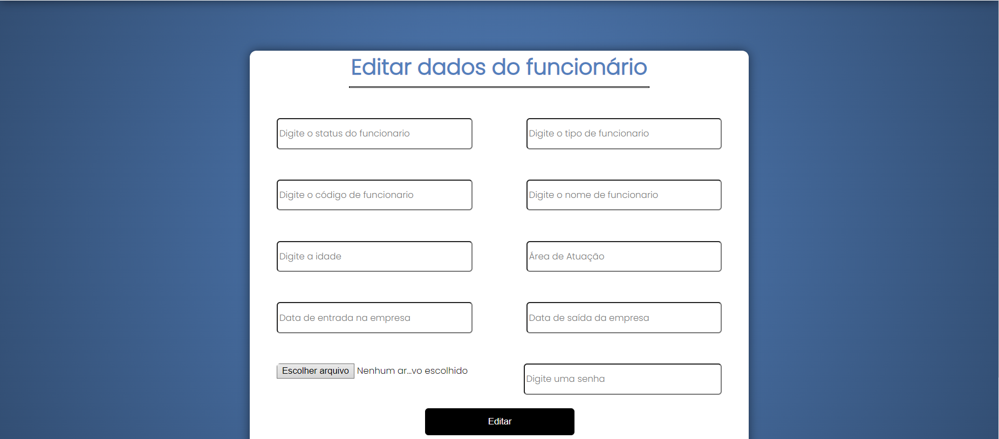 Editar dados do funcionário
Digite o status do funcionario
Digite o tipo de funcionario
Digite o código de funcionario
Digite o nome de funcionario
Digite a idade
Área de Atuação
Data de entrada na empresa
Data de saída da empresa
Escolher arquivo Nenhum ar...vo escolhido
Digite uma senha
Editar